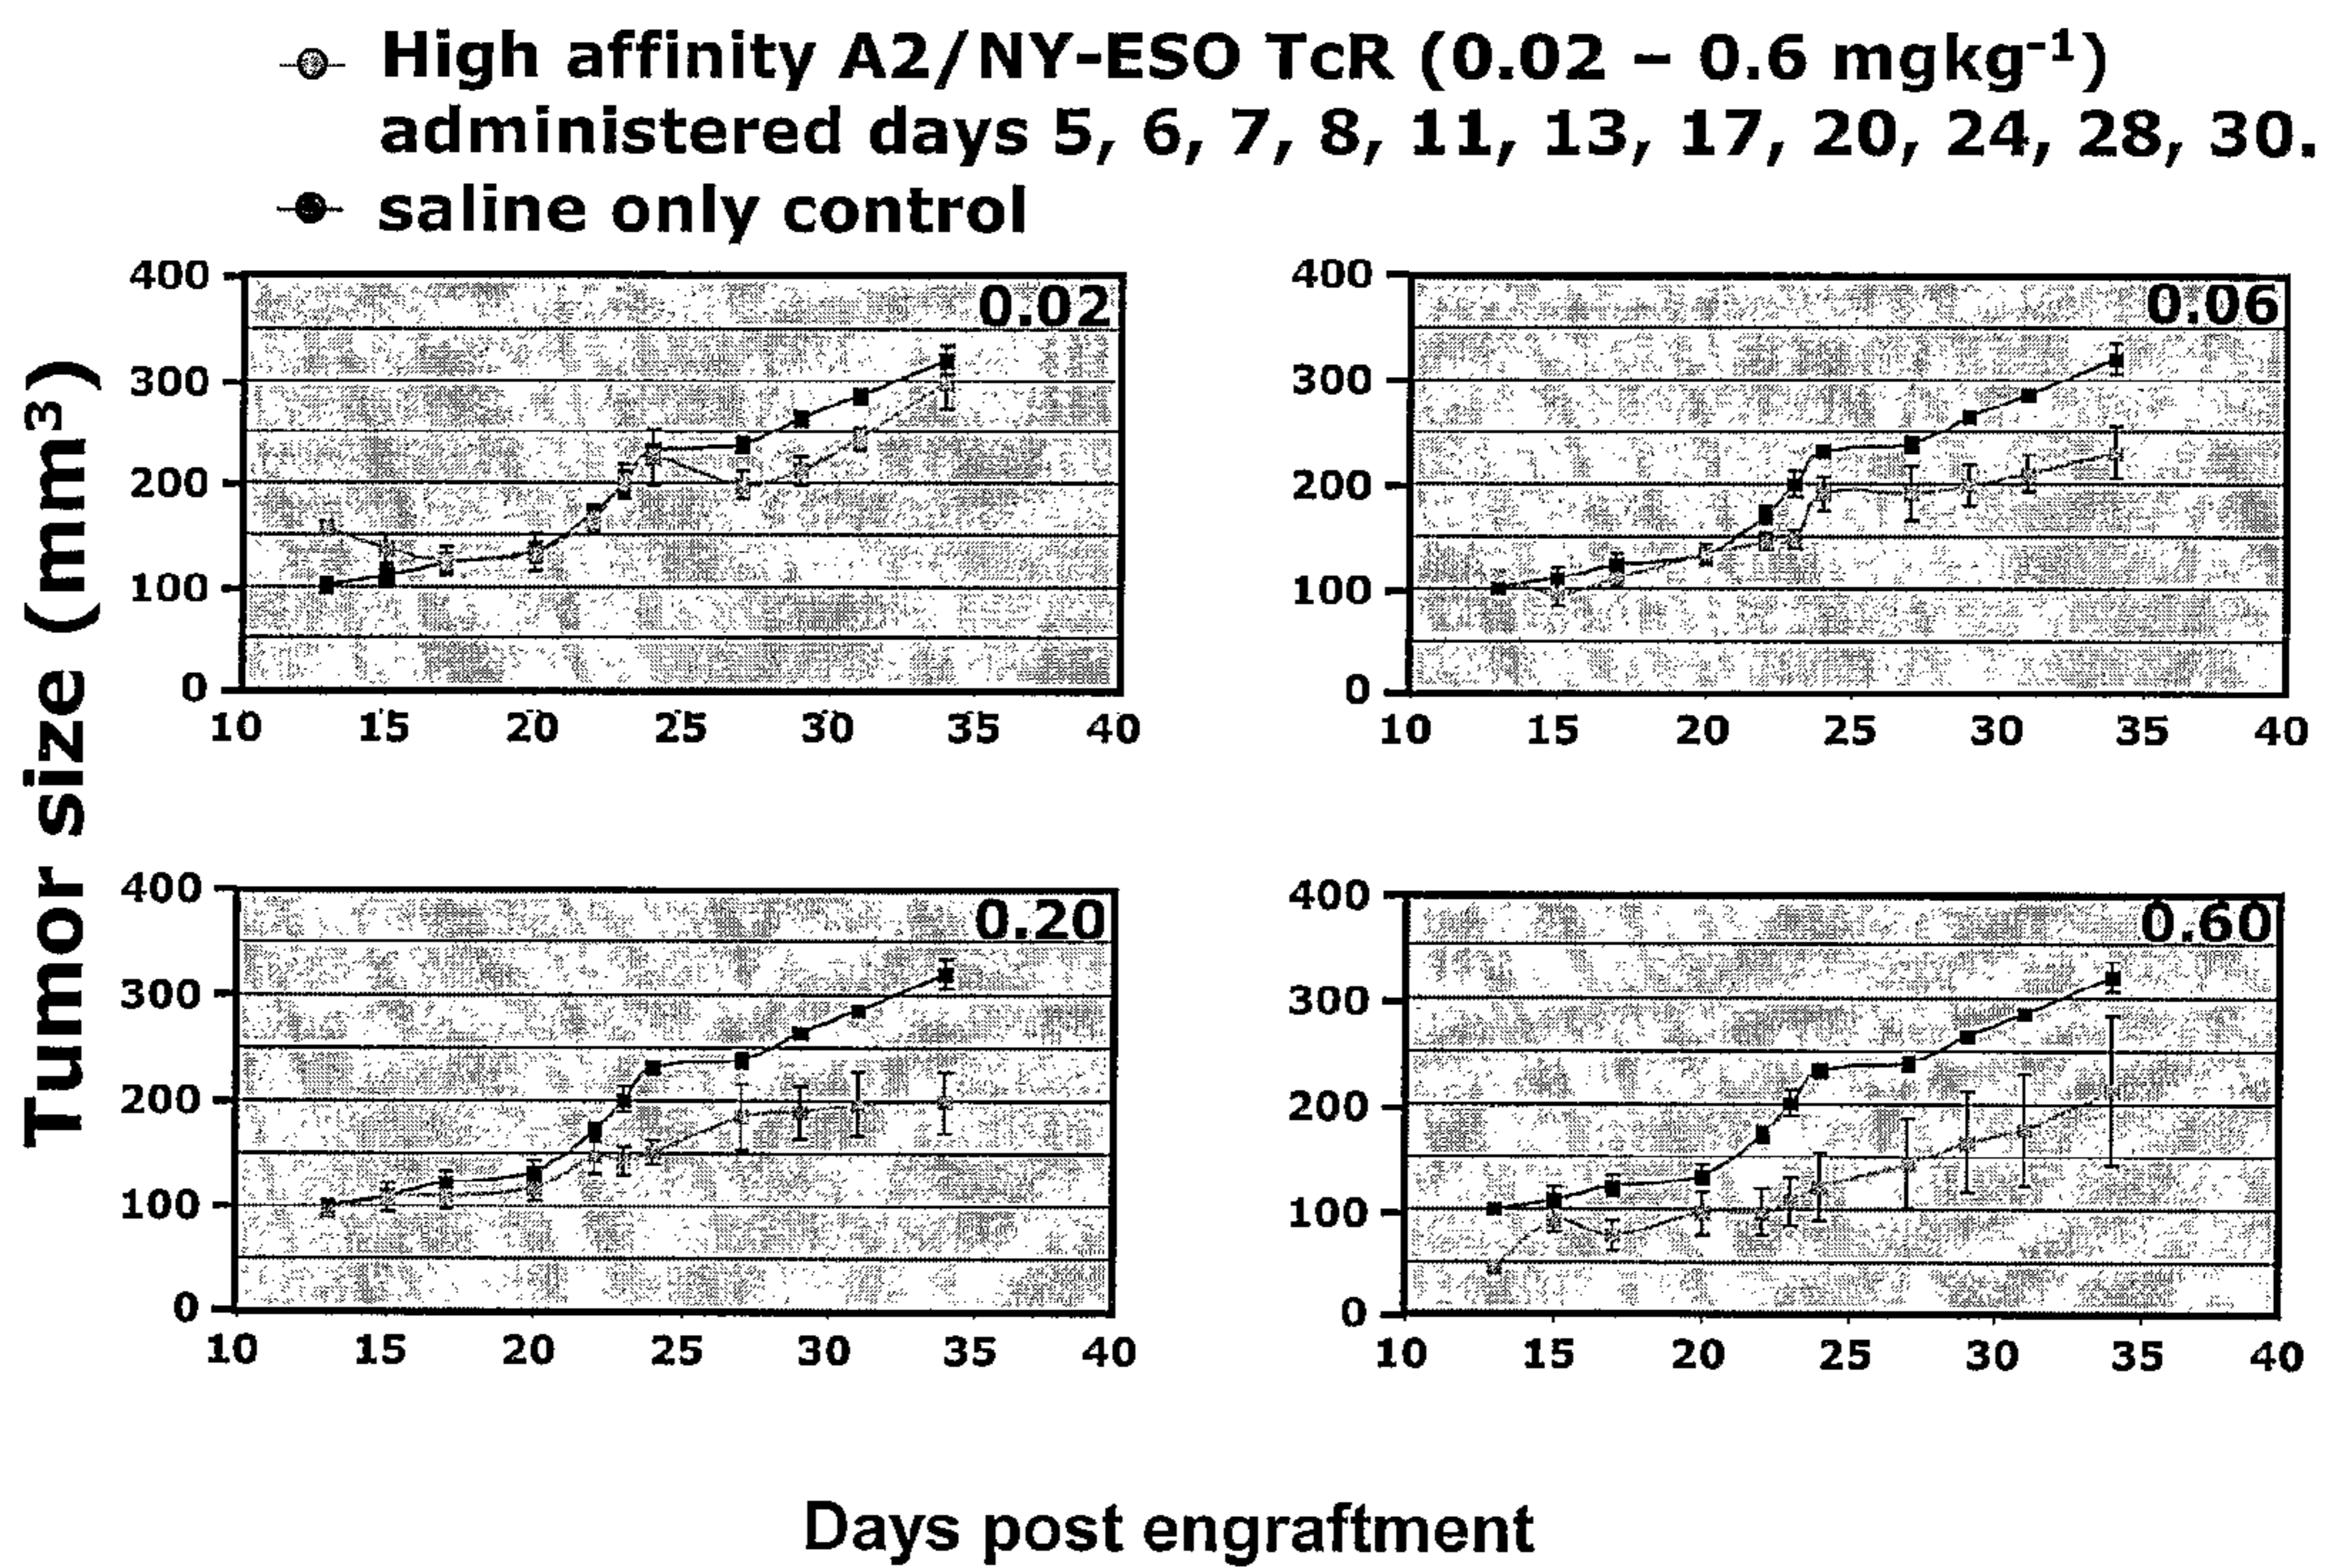 High affinity A2/NY-ESO TcR (0.02 – 0.6 mgkg⁻¹)
administered days 5, 6, 7, 8, 11, 13, 17, 20, 24, 28, 30.
saline only control
Tumor size (mm³)
400
300
200
100
0
0.02
10 15 20 25 30 35 40
400
300
200
100
0
0.06
10 15 20 25 30 35 40
400
300
200
100
0
0.20
10 15 20 25 30 35 40
400
300
200
100
0
0.60
10 15 20 25 30 35 40
Days post engraftment